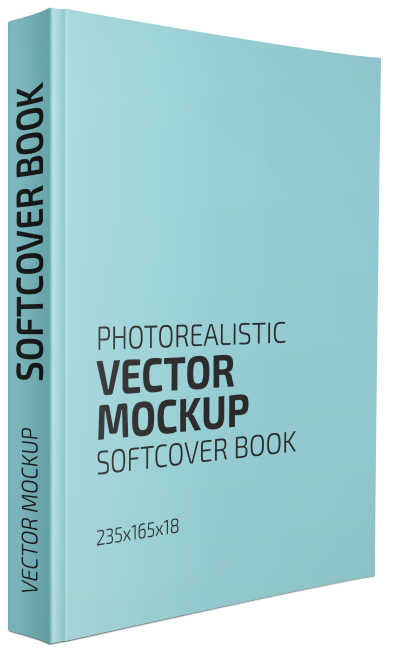 SOFTCOVER BOOK
VECTOR MOCKUP
PHOTOREALISTIC
VECTOR
MOCKUP
SOFTCOVER BOOK
235x165x18